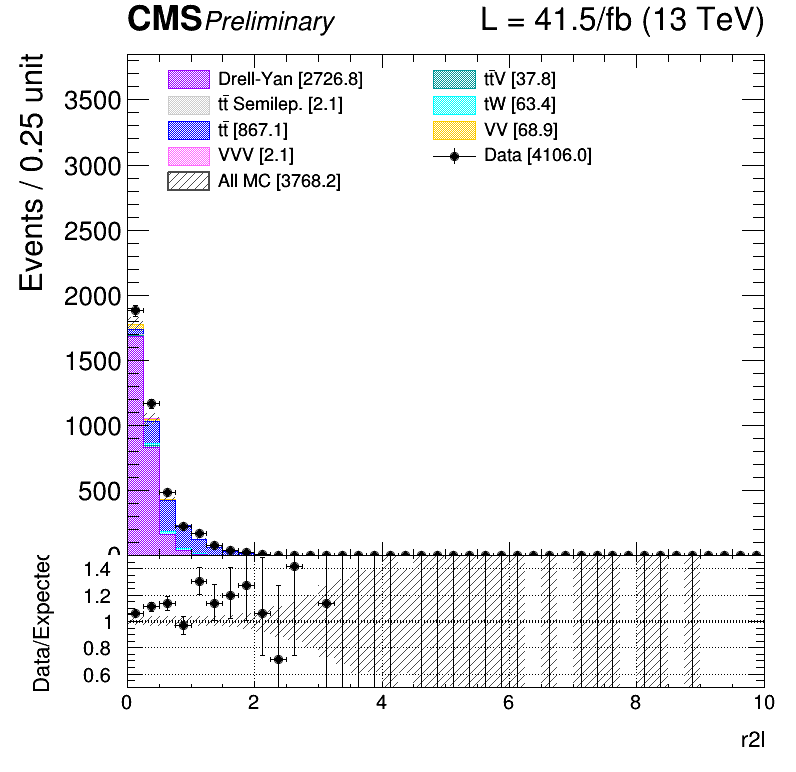 CMS Preliminary L = 41.5/fb (13 TeV)
Events / 0.25 unit
3500
3000
2500
2000
1500
1000
500
0
Drell-Yan [2726.8]
tt̄ Semilep. [2.1]
tt̄ [867.1]
VVV [2.1]
All MC [3768.2]
tt̄V [37.8]
tW [63.4]
VV [68.9]
Data [4106.0]
Data/Expected
1.4
1.2
1
0.8
0.6
0 2 4 6 8 10
r2l